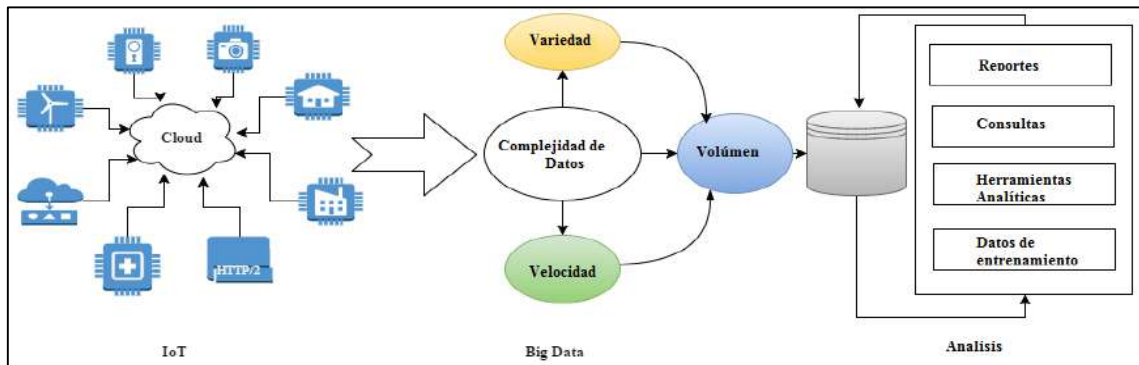 Cloud
HTTP/2
IoT
Variedad
Complejidad de
Datos
Volúmen
Velocidad
Big Data
Reportes
Consultas
Herramientas
Analíticas
Datos de
entrenamiento
Analisis